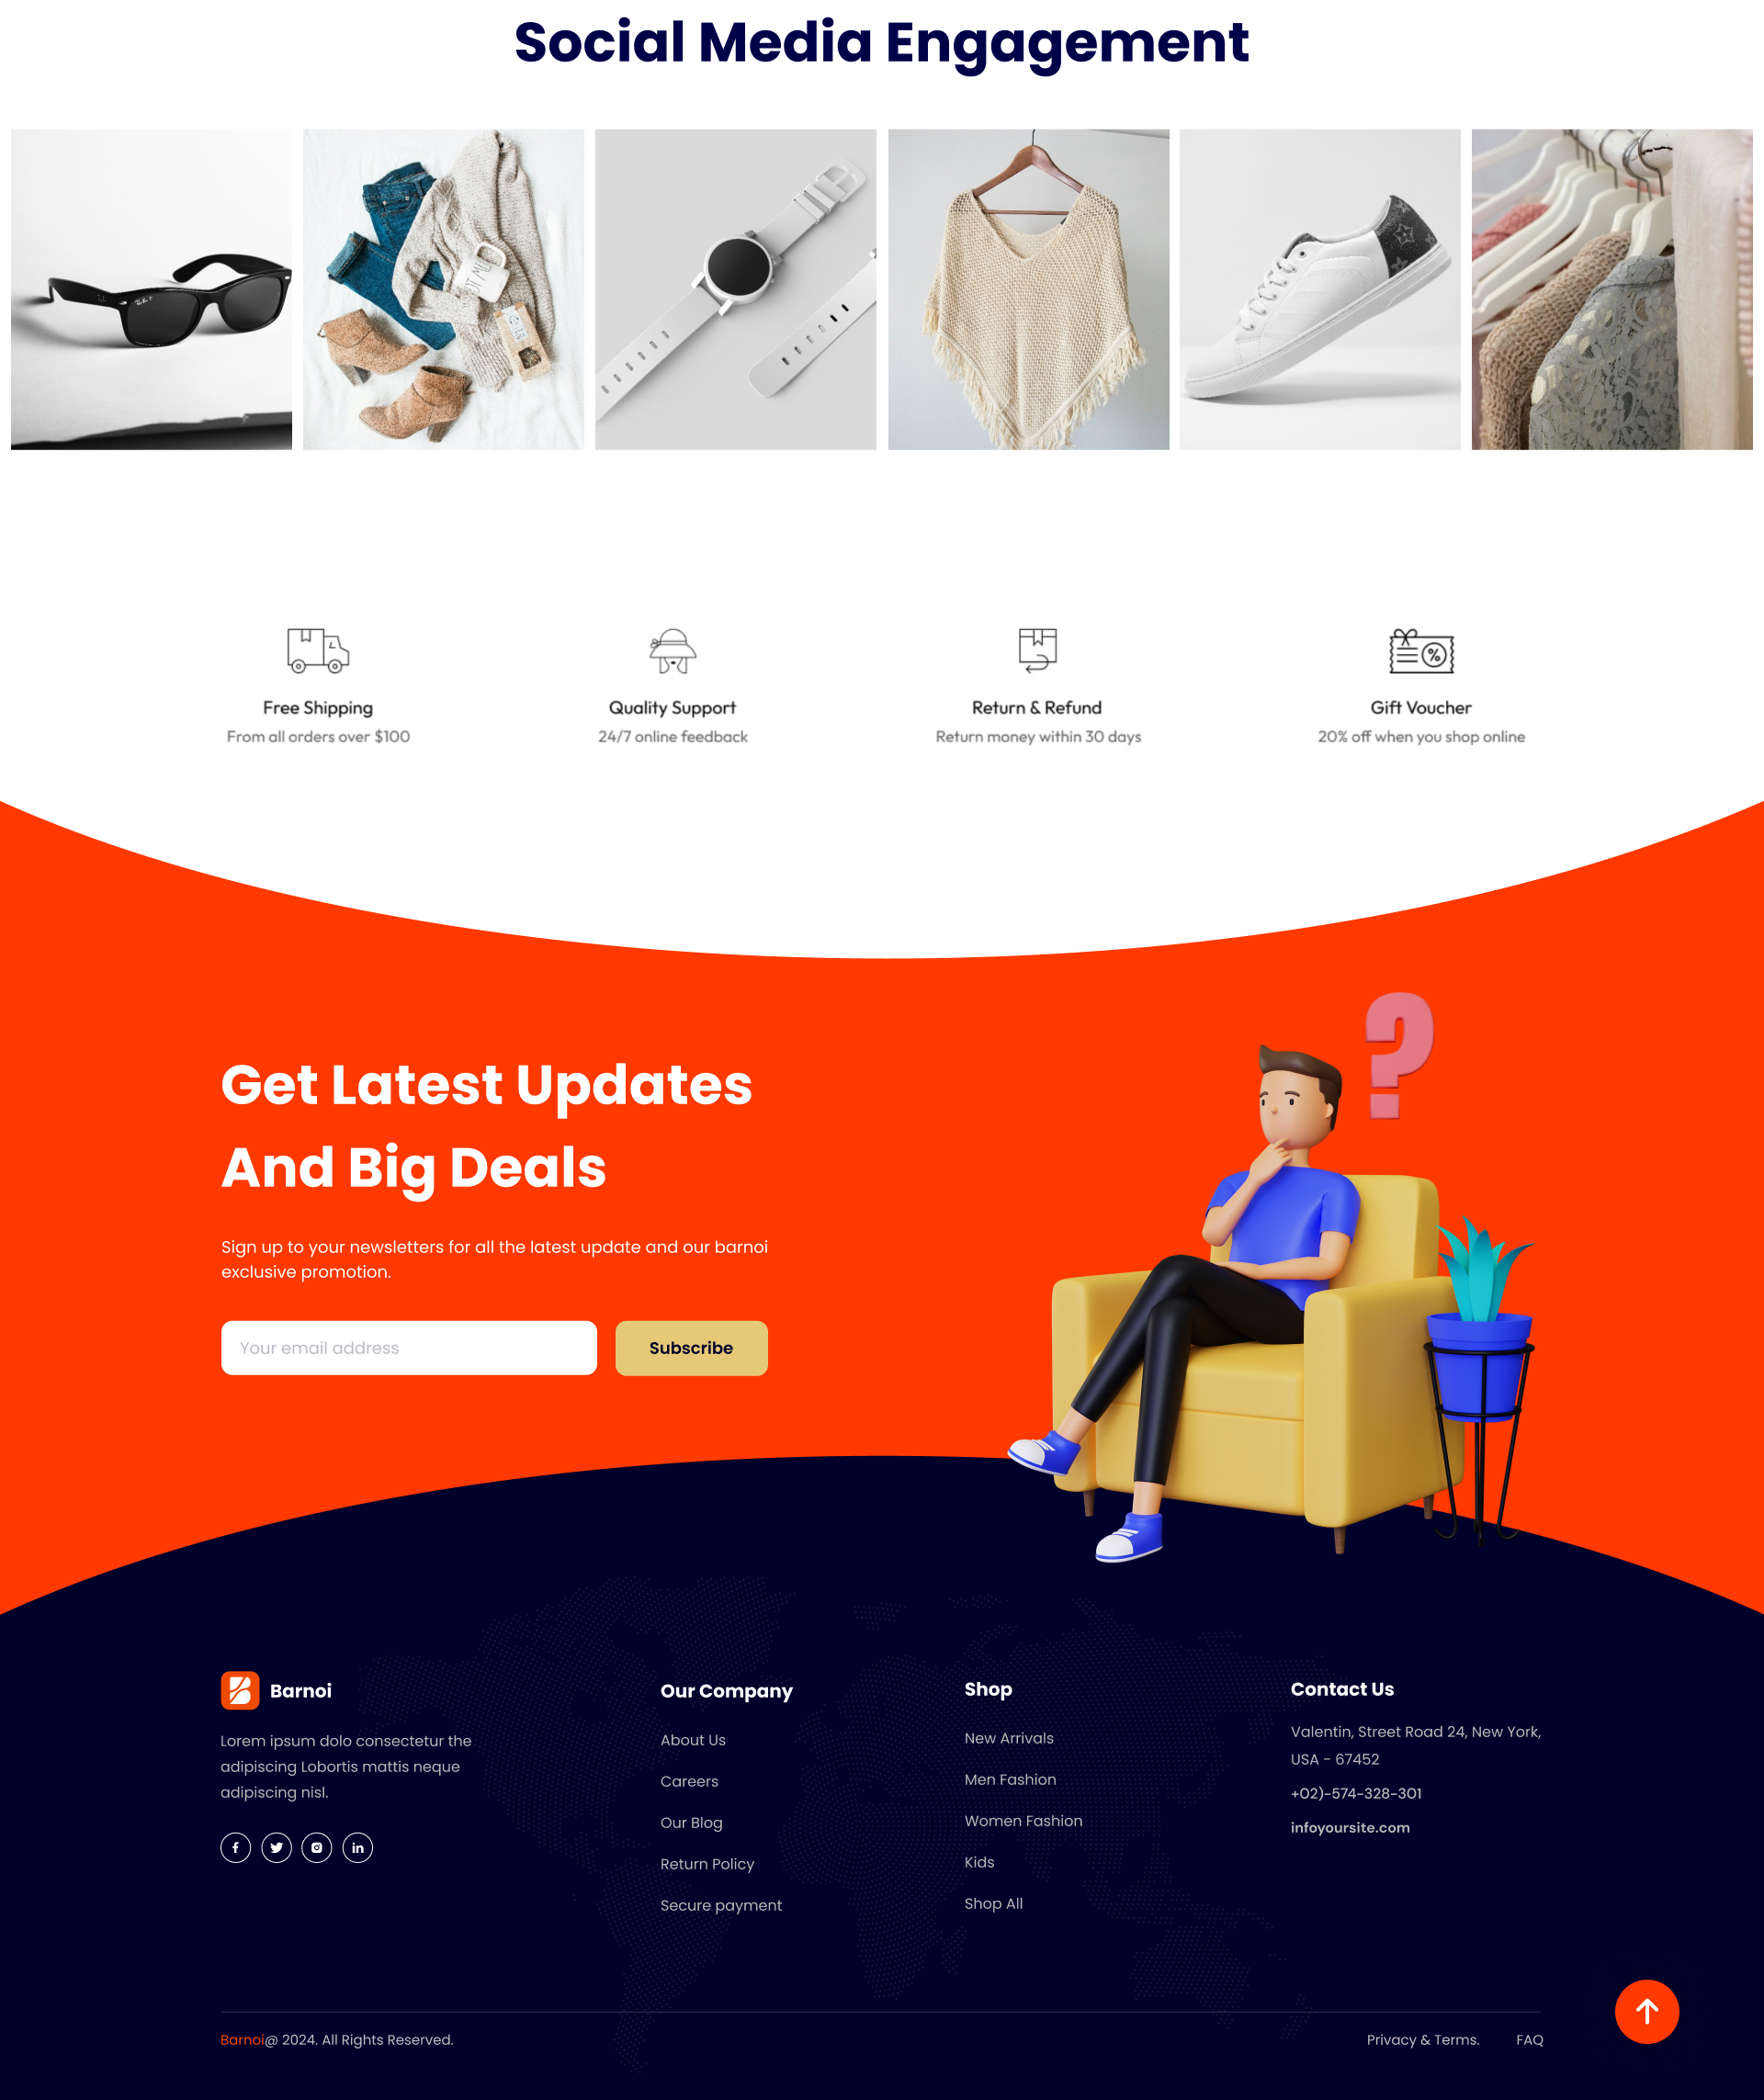 Social Media Engagement
Free Shipping
From all orders over $100
Quality Support
24/7 online feedback
Return & Refund
Return money within 30 days
Gift Voucher
20% off when you shop online
Get Latest Updates
And Big Deals
Sign up to your newsletters for all the latest update and our barnoi
exclusive promotion.
Your email address
Subscribe
Barnoi
Lorem ipsum dolo consectetur the
adipiscing Lobortis mattis neque
adipiscing nisl.
Our Company
About Us
Careers
Our Blog
Return Policy
Secure payment
Shop
New Arrivals
Men Fashion
Women Fashion
Kids
Shop All
Contact Us
Valentin, Street Road 24, New York,
USA - 67452
+02)-574-328-301
infoyoursite.com
Barnoi@ 2024. All Rights Reserved.
Privacy & Terms.
FAQ